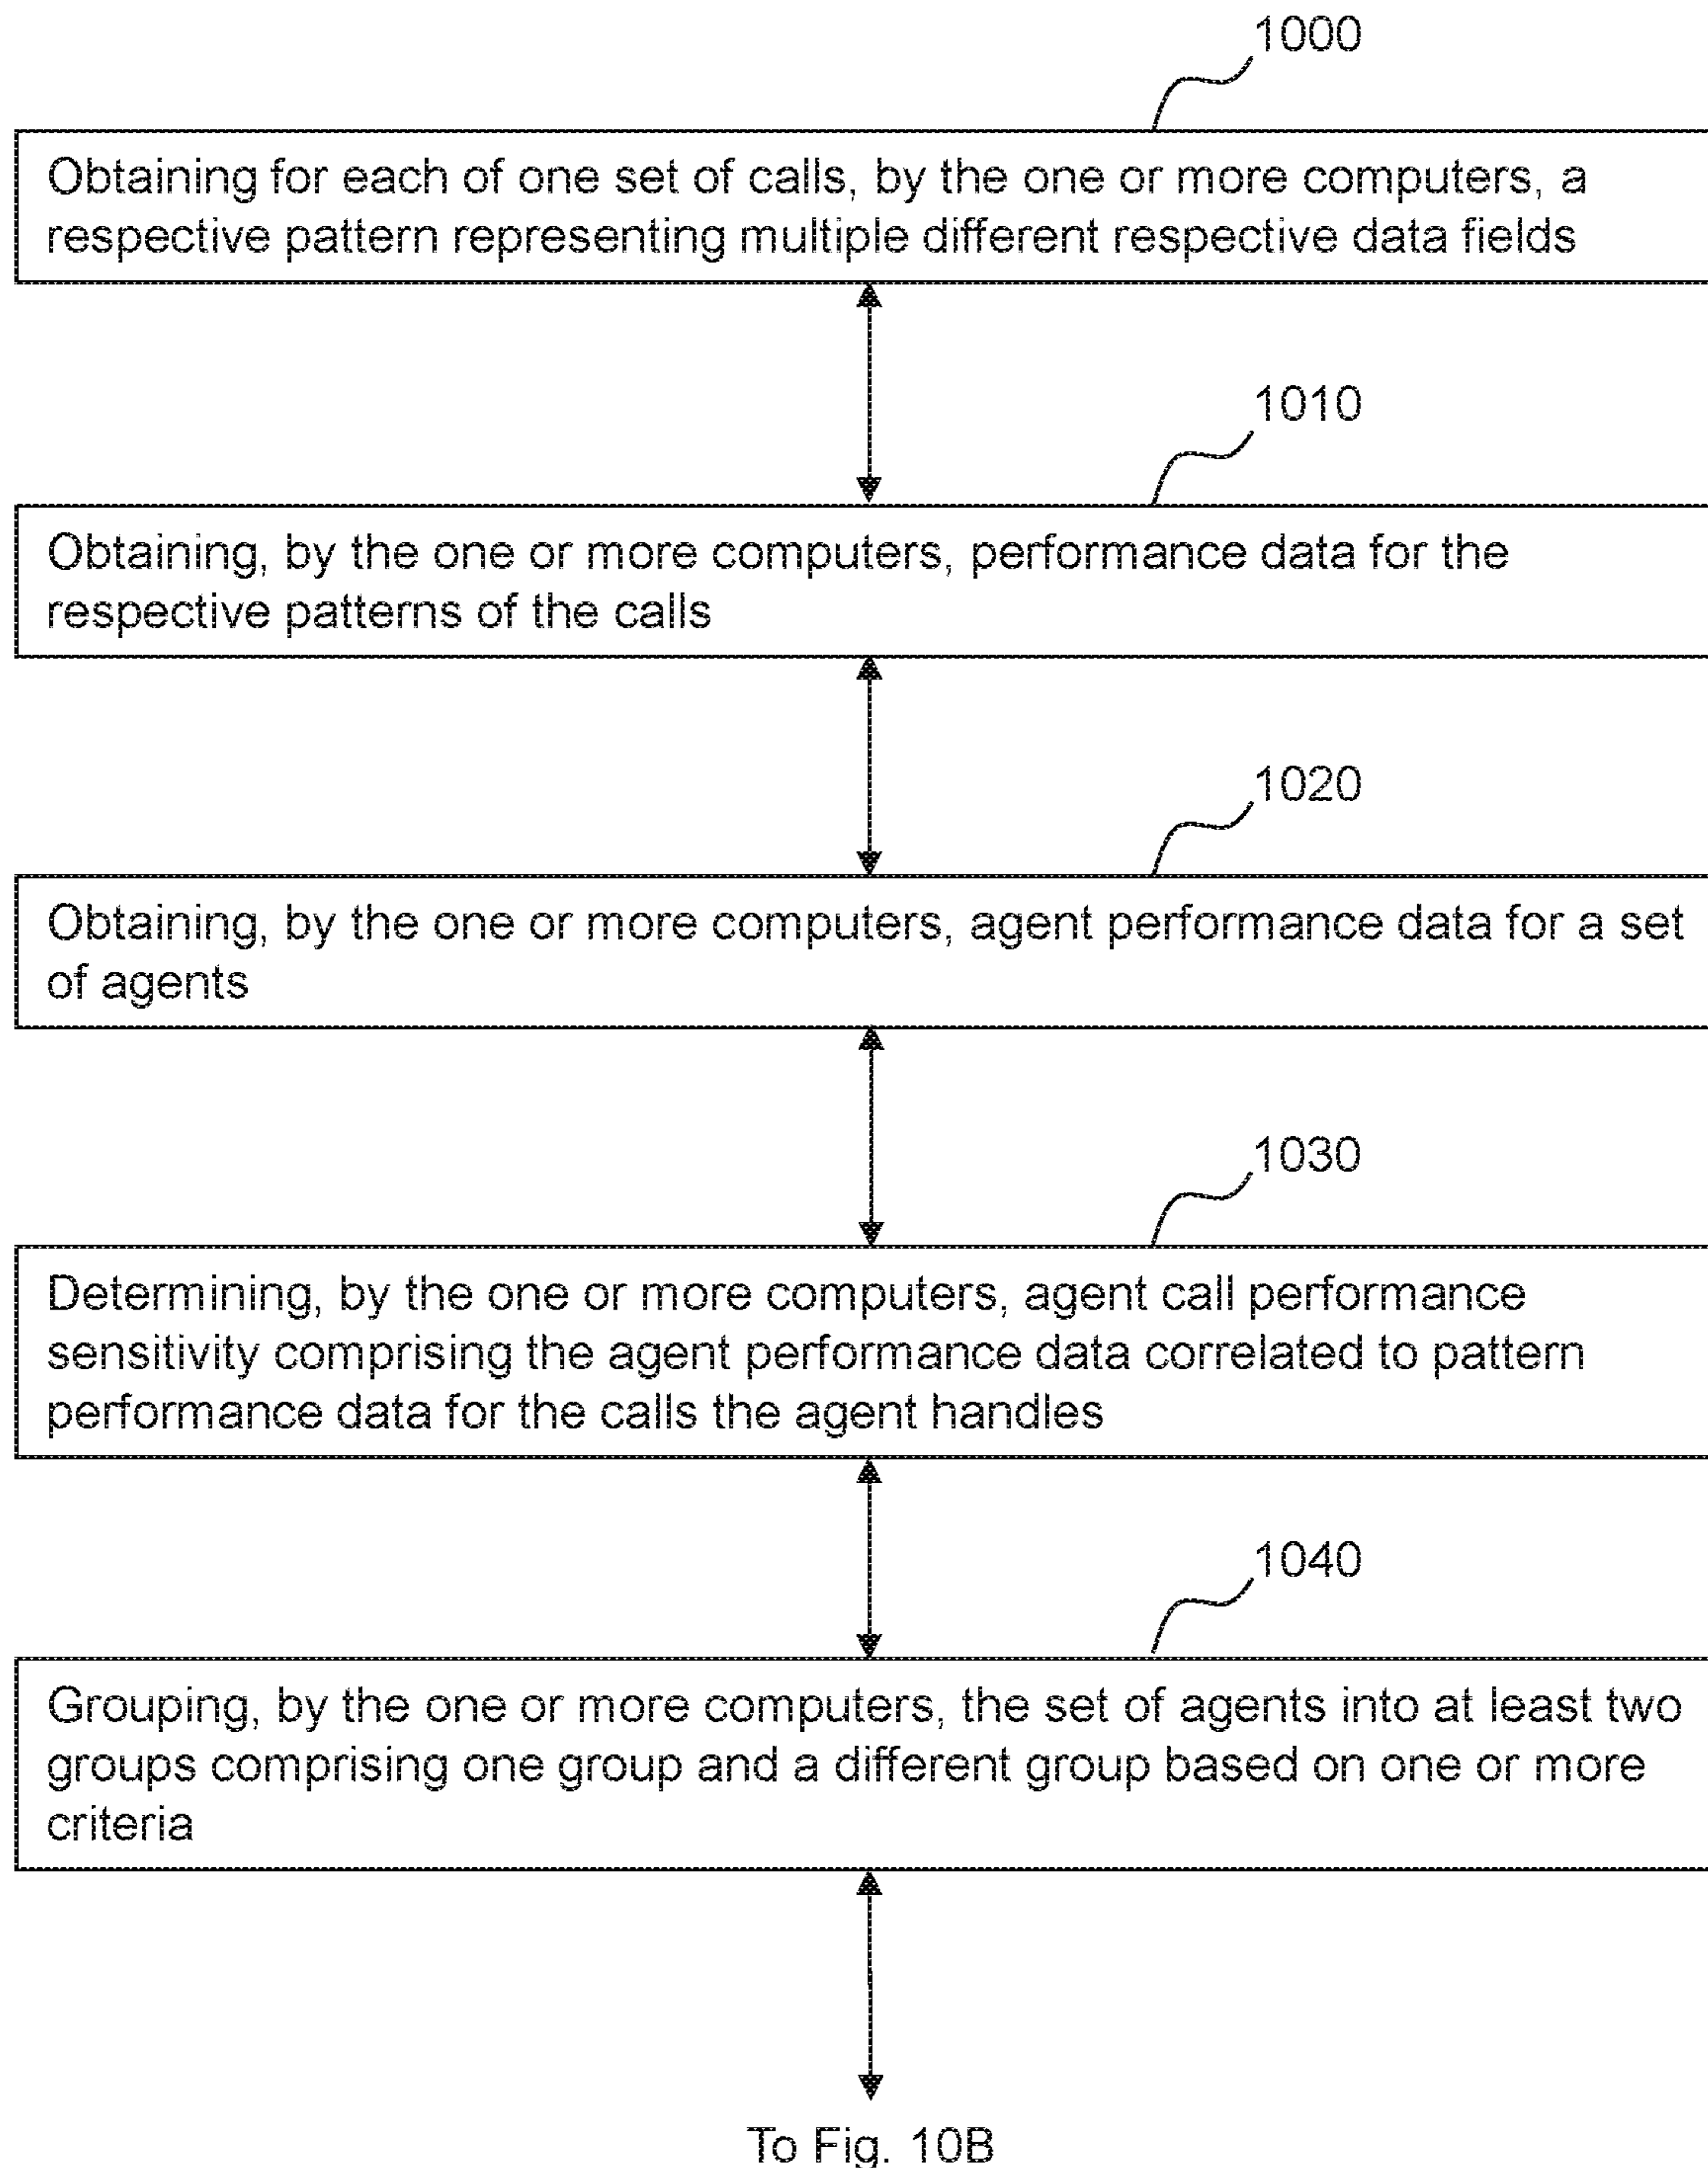 1000
Obtaining for each of one set of calls, by the one or more computers, a
respective pattern representing multiple different respective data fields
1010
Obtaining, by the one or more computers, performance data for the
respective patterns of the calls
1020
Obtaining, by the one or more computers, agent performance data for a set
of agents
1030
Determining, by the one or more computers, agent call performance
sensitivity comprising the agent performance data correlated to pattern
performance data for the calls the agent handles
1040
Grouping, by the one or more computers, the set of agents into at least two
groups comprising one group and a different group based on one or more
criteria
To Fig. 10B